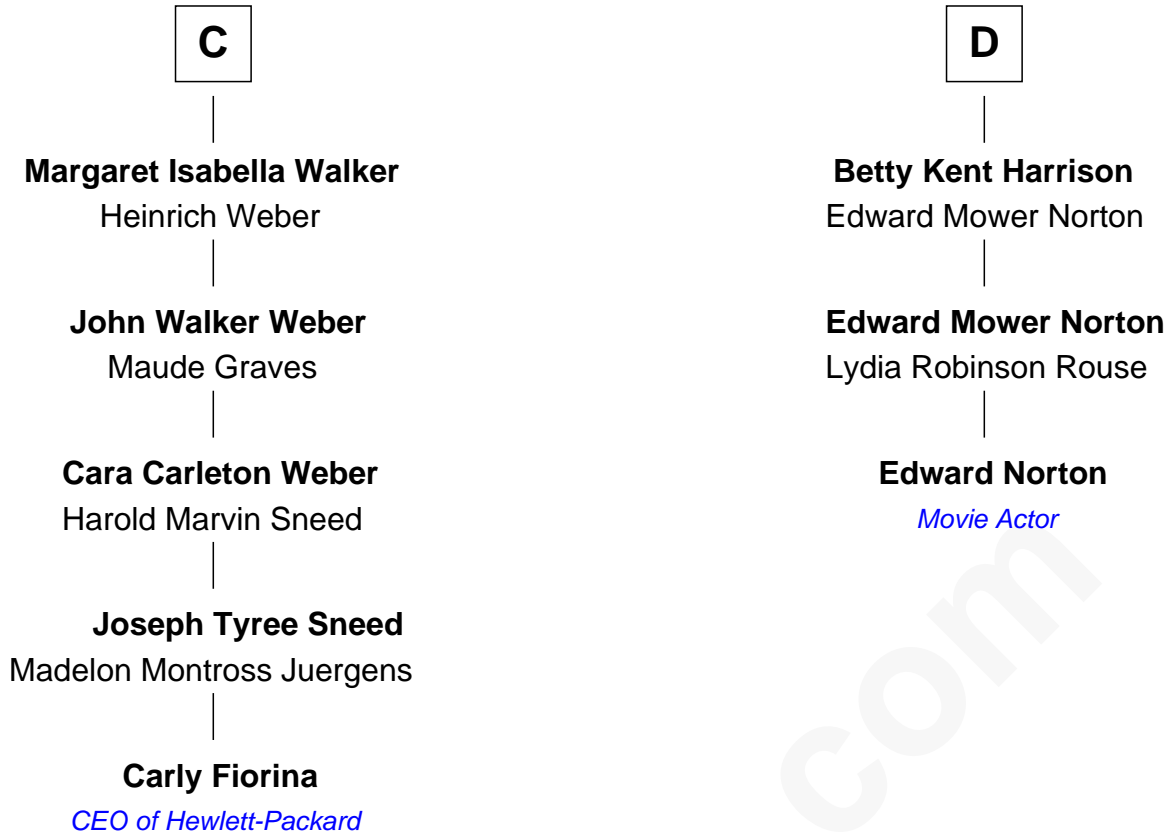 C
Margaret Isabella Walker
Heinrich Weber
John Walker Weber
Maude Graves
Cara Carleton Weber
Harold Marvin Sneed
Joseph Tyree Sneed
Madelon Montross Juergens
Carly Fiorina
CEO of Hewlett-Packard
D
Betty Kent Harrison
Edward Mower Norton
Edward Mower Norton
Lydia Robinson Rouse
Edward Norton
Movie Actor
com